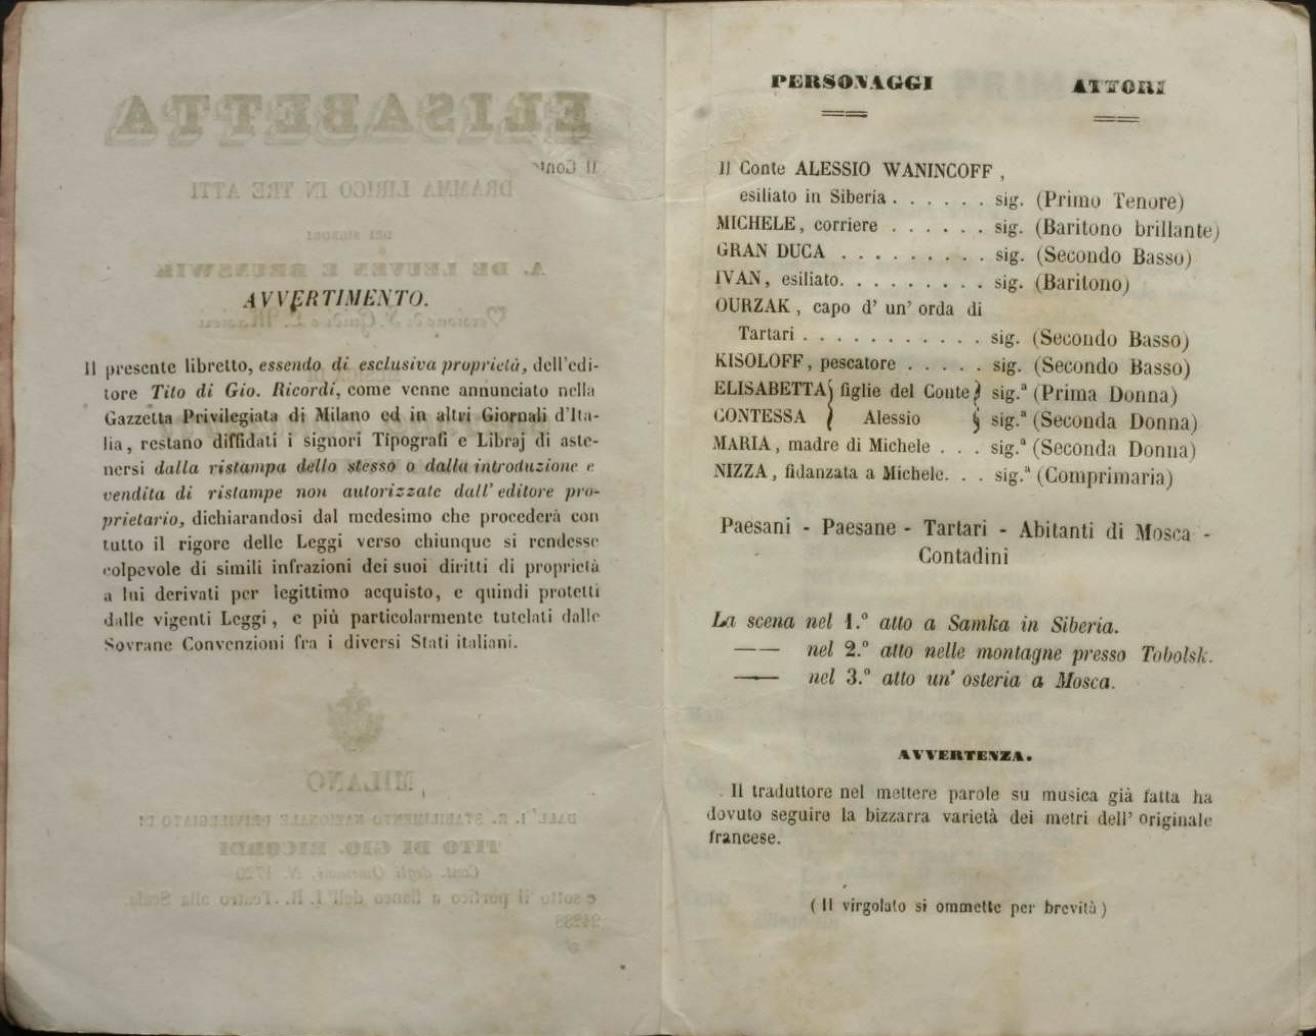 AVVERTIMENTO.
Il presente libretto, essendo di esclusiva proprietà, dell'edi-
tore Tito di Gio. Ricordi, come venne annunciato nella
Gazzetta Privilegiata di Milano ed in altri Giornali d'Ita-
lia, restano diffidati i signori Tipografi e Libraj di aste-
nersi dalla ristampa dello stesso o dalla introduzione e
vendita di ristampe non autorizzate dall'editore pro-
prietario, dichiarandosi dal medesimo che procederà con
tutto il rigore delle Leggi verso chiunque si rendesse
colpevole di simili infrazioni dei suoi diritti di proprietà
a lui derivati per legittimo acquisto, e quindi protetti
dalle vigenti Leggi, e più particolarmente tutelati dalle
Sovrane Convenzioni fra i diversi Stati italiani.
PERSONAGGI ATTORI
Il Conte ALESSIO WANINCOFF,
esiliato in Siberia . . . . . . sig. (Primo Tenore)
MICHELE, corriere . . . . . . sig. (Baritono brillante)
GRAN DUCA . . . . . . . . . sig. (Secondo Basso)
IVAN, esiliato. . . . . . . . . sig. (Baritono)
OURZAK, capo d'un'orda di
Tartari . . . . . . . . . . . sig. (Secondo Basso)
KISOLOFF, pescatore . . . . . sig. (Secondo Basso)
ELISABETTA } figlie del Conte } sig.ª (Prima Donna)
CONTESSA } Alessio } sig.ª (Seconda Donna)
MARIA, madre di Michele . . . sig.ª (Seconda Donna)
NIZZA, fidanzata a Michele. . . sig.ª (Comprimaria)
Paesani - Paesane - Tartari - Abitanti di Mosca -
Contadini
La scena nel 1.º atto a Samka in Siberia.
—— nel 2.º atto nelle montagne presso Tobolsk.
—— nel 3.º atto un'osteria a Mosca.
AVVERTENZA.
Il traduttore nel mettere parole su musica già fatta ha
dovuto seguire la bizzarra varietà dei metri dell'originale
francese.
(Il virgolato si ommette per brevità)